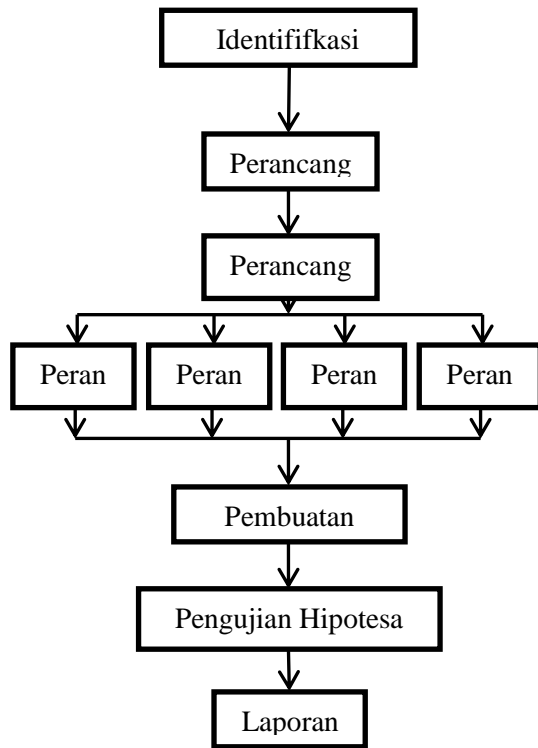 Identififkasi
Perancang
Perancang
Peran
Peran
Peran
Peran
Pembuatan
Pengujian Hipotesa
Laporan